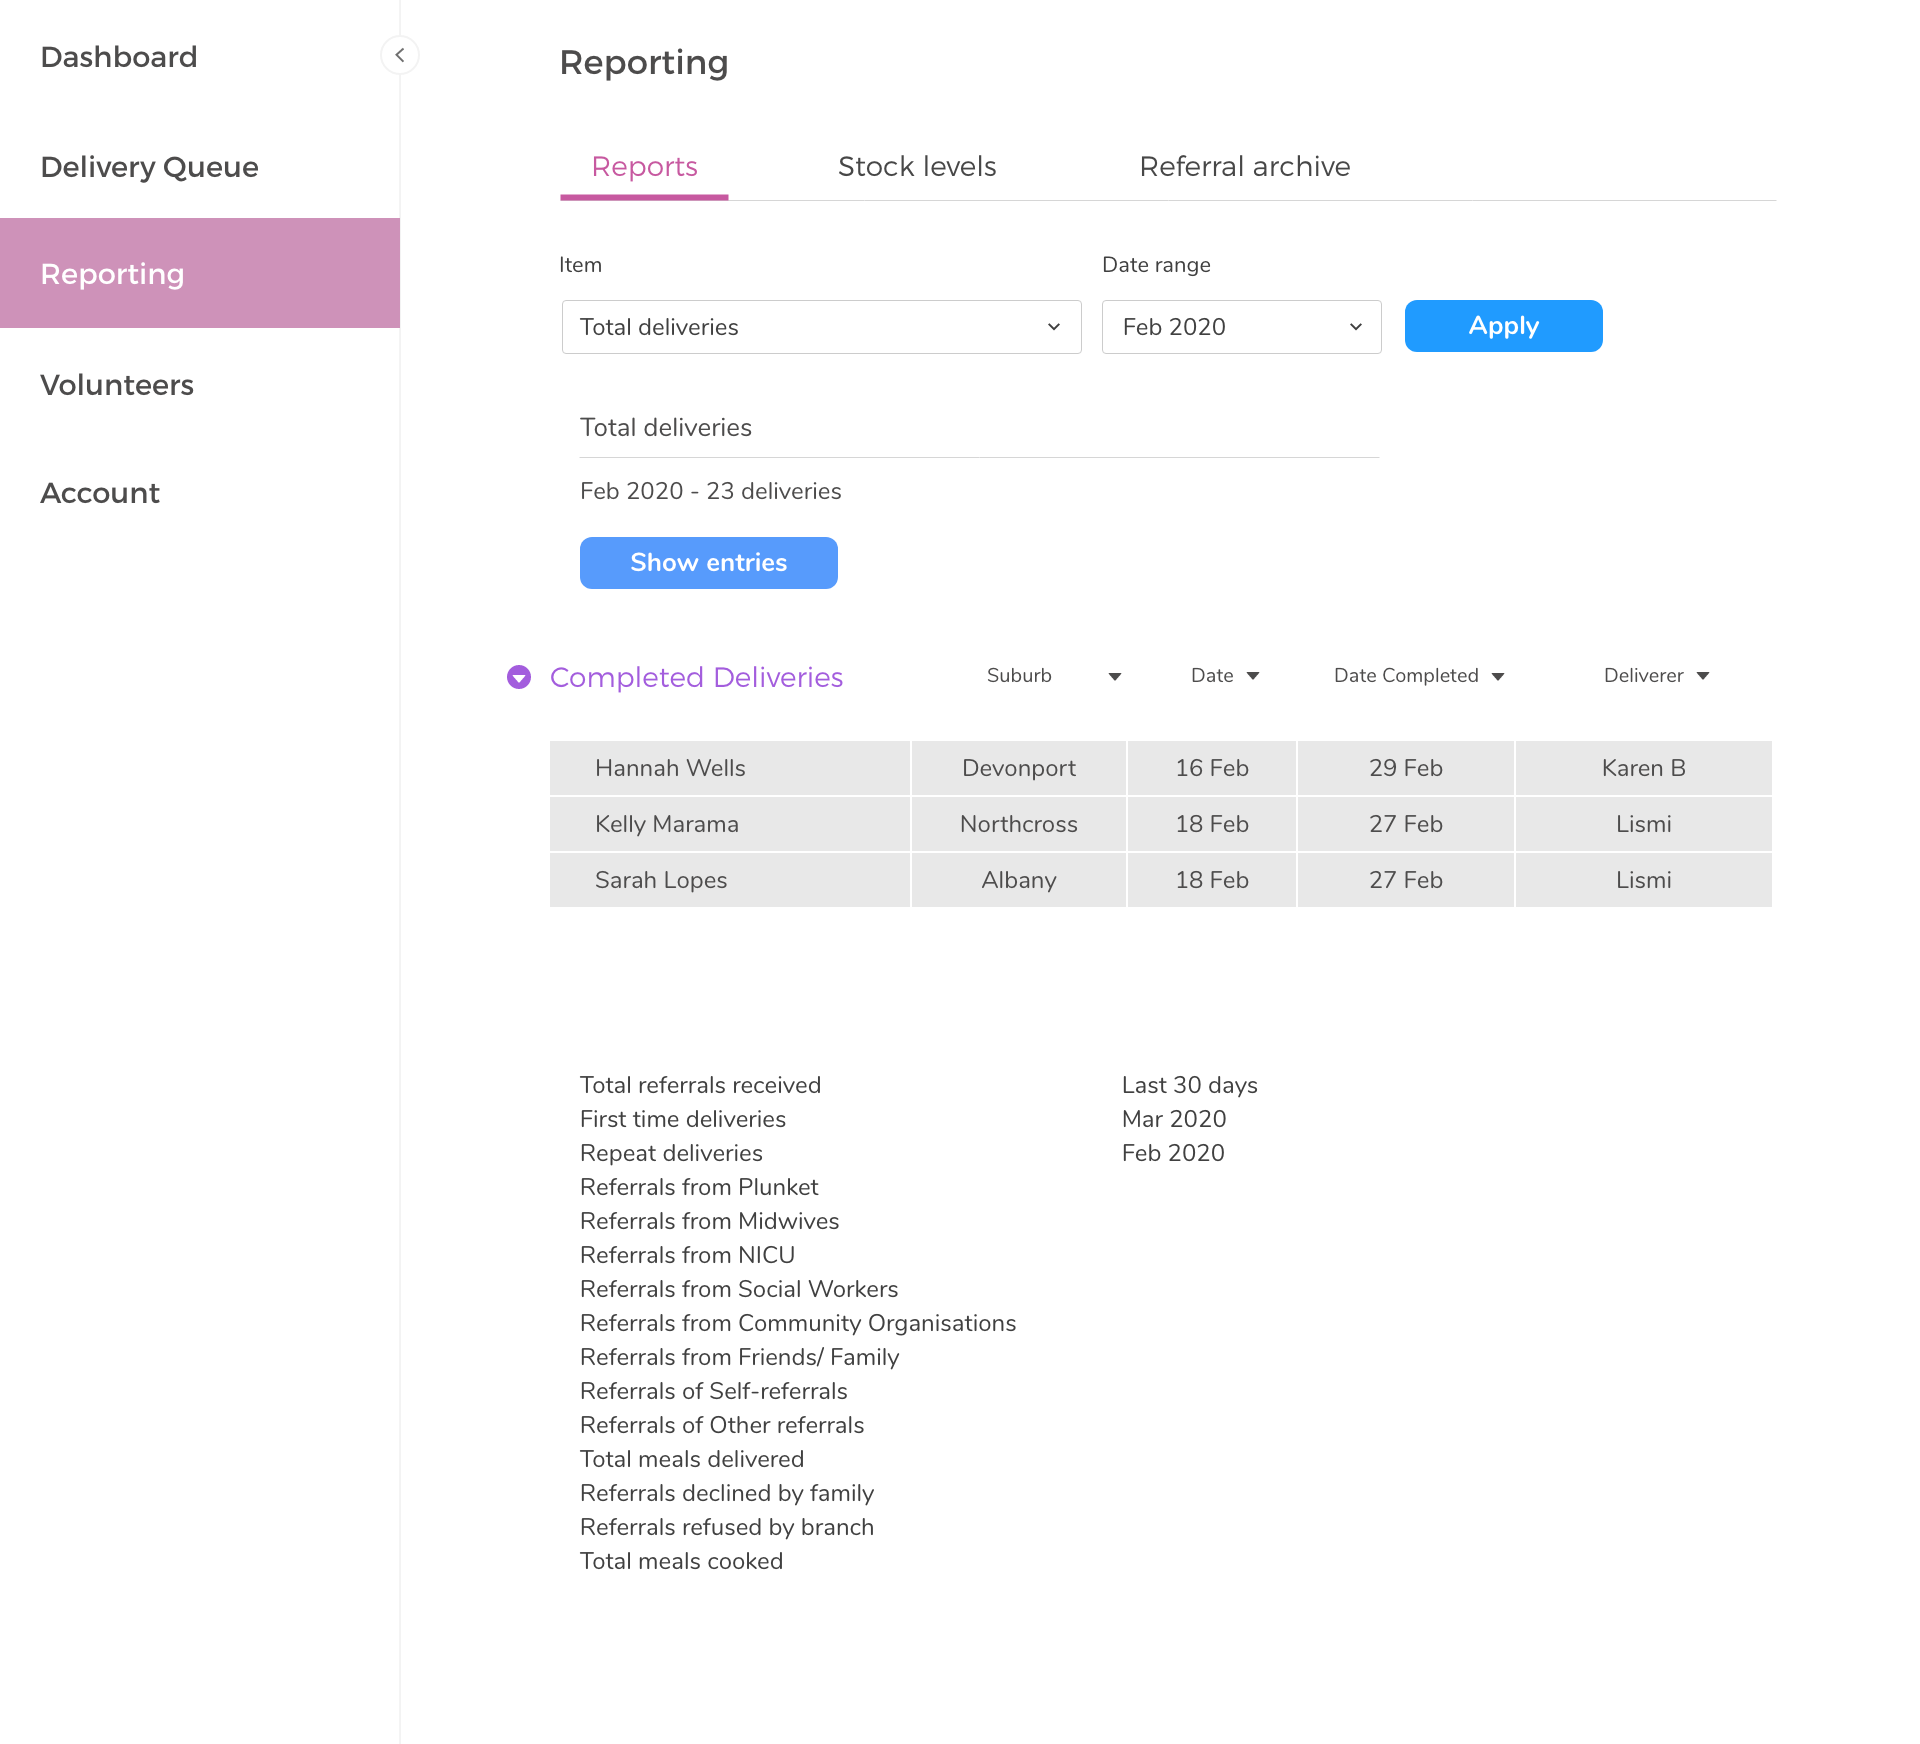 Dashboard
Delivery Queue
Reporting
Volunteers
Account
Reporting
Reports Stock levels Referral archive
Item Date range
Total deliveries Feb 2020 Apply
Total deliveries
Feb 2020 - 23 deliveries
Show entries
Completed Deliveries Suburb Date Date Completed Deliverer
Hannah Wells Devonport 16 Feb 29 Feb Karen B
Kelly Marama Northcross 18 Feb 27 Feb Lismi
Sarah Lopes Albany 18 Feb 27 Feb Lismi
Total referrals received
First time deliveries
Repeat deliveries
Referrals from Plunket
Referrals from Midwives
Referrals from NICU
Referrals from Social Workers
Referrals from Community Organisations
Referrals from Friends/ Family
Referrals of Self-referrals
Referrals of Other referrals
Total meals delivered
Referrals declined by family
Referrals refused by branch
Total meals cooked
Last 30 days
Mar 2020
Feb 2020